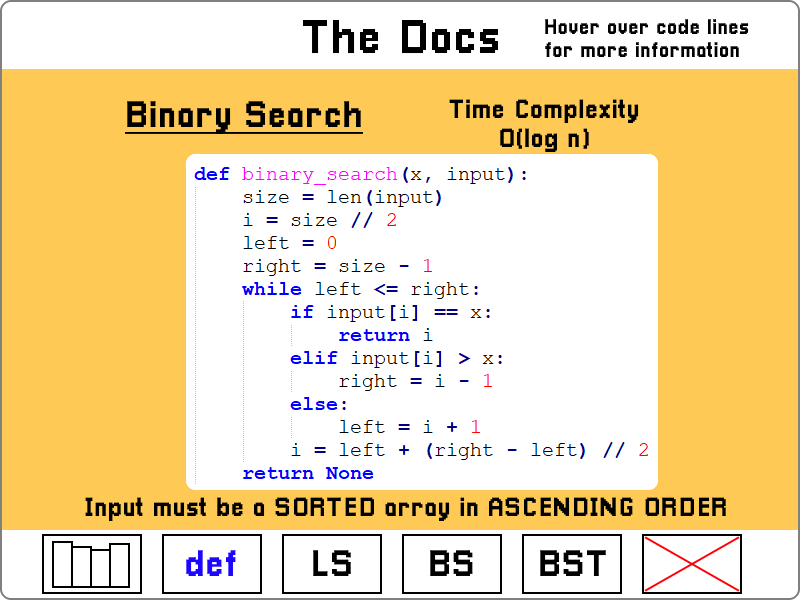 The Docs
Hover over code lines
for more information
Binary Search
Time Complexity
O(log n)
def binary_search(x, input):
    size = len(input)
    i = size // 2
    left = 0
    right = size - 1
    while left <= right:
        if input[i] == x:
            return i
        elif input[i] > x:
            right = i - 1
        else:
            left = i + 1
        i = left + (right - left) // 2
    return None
Input must be a SORTED array in ASCENDING ORDER
def LS BS BST